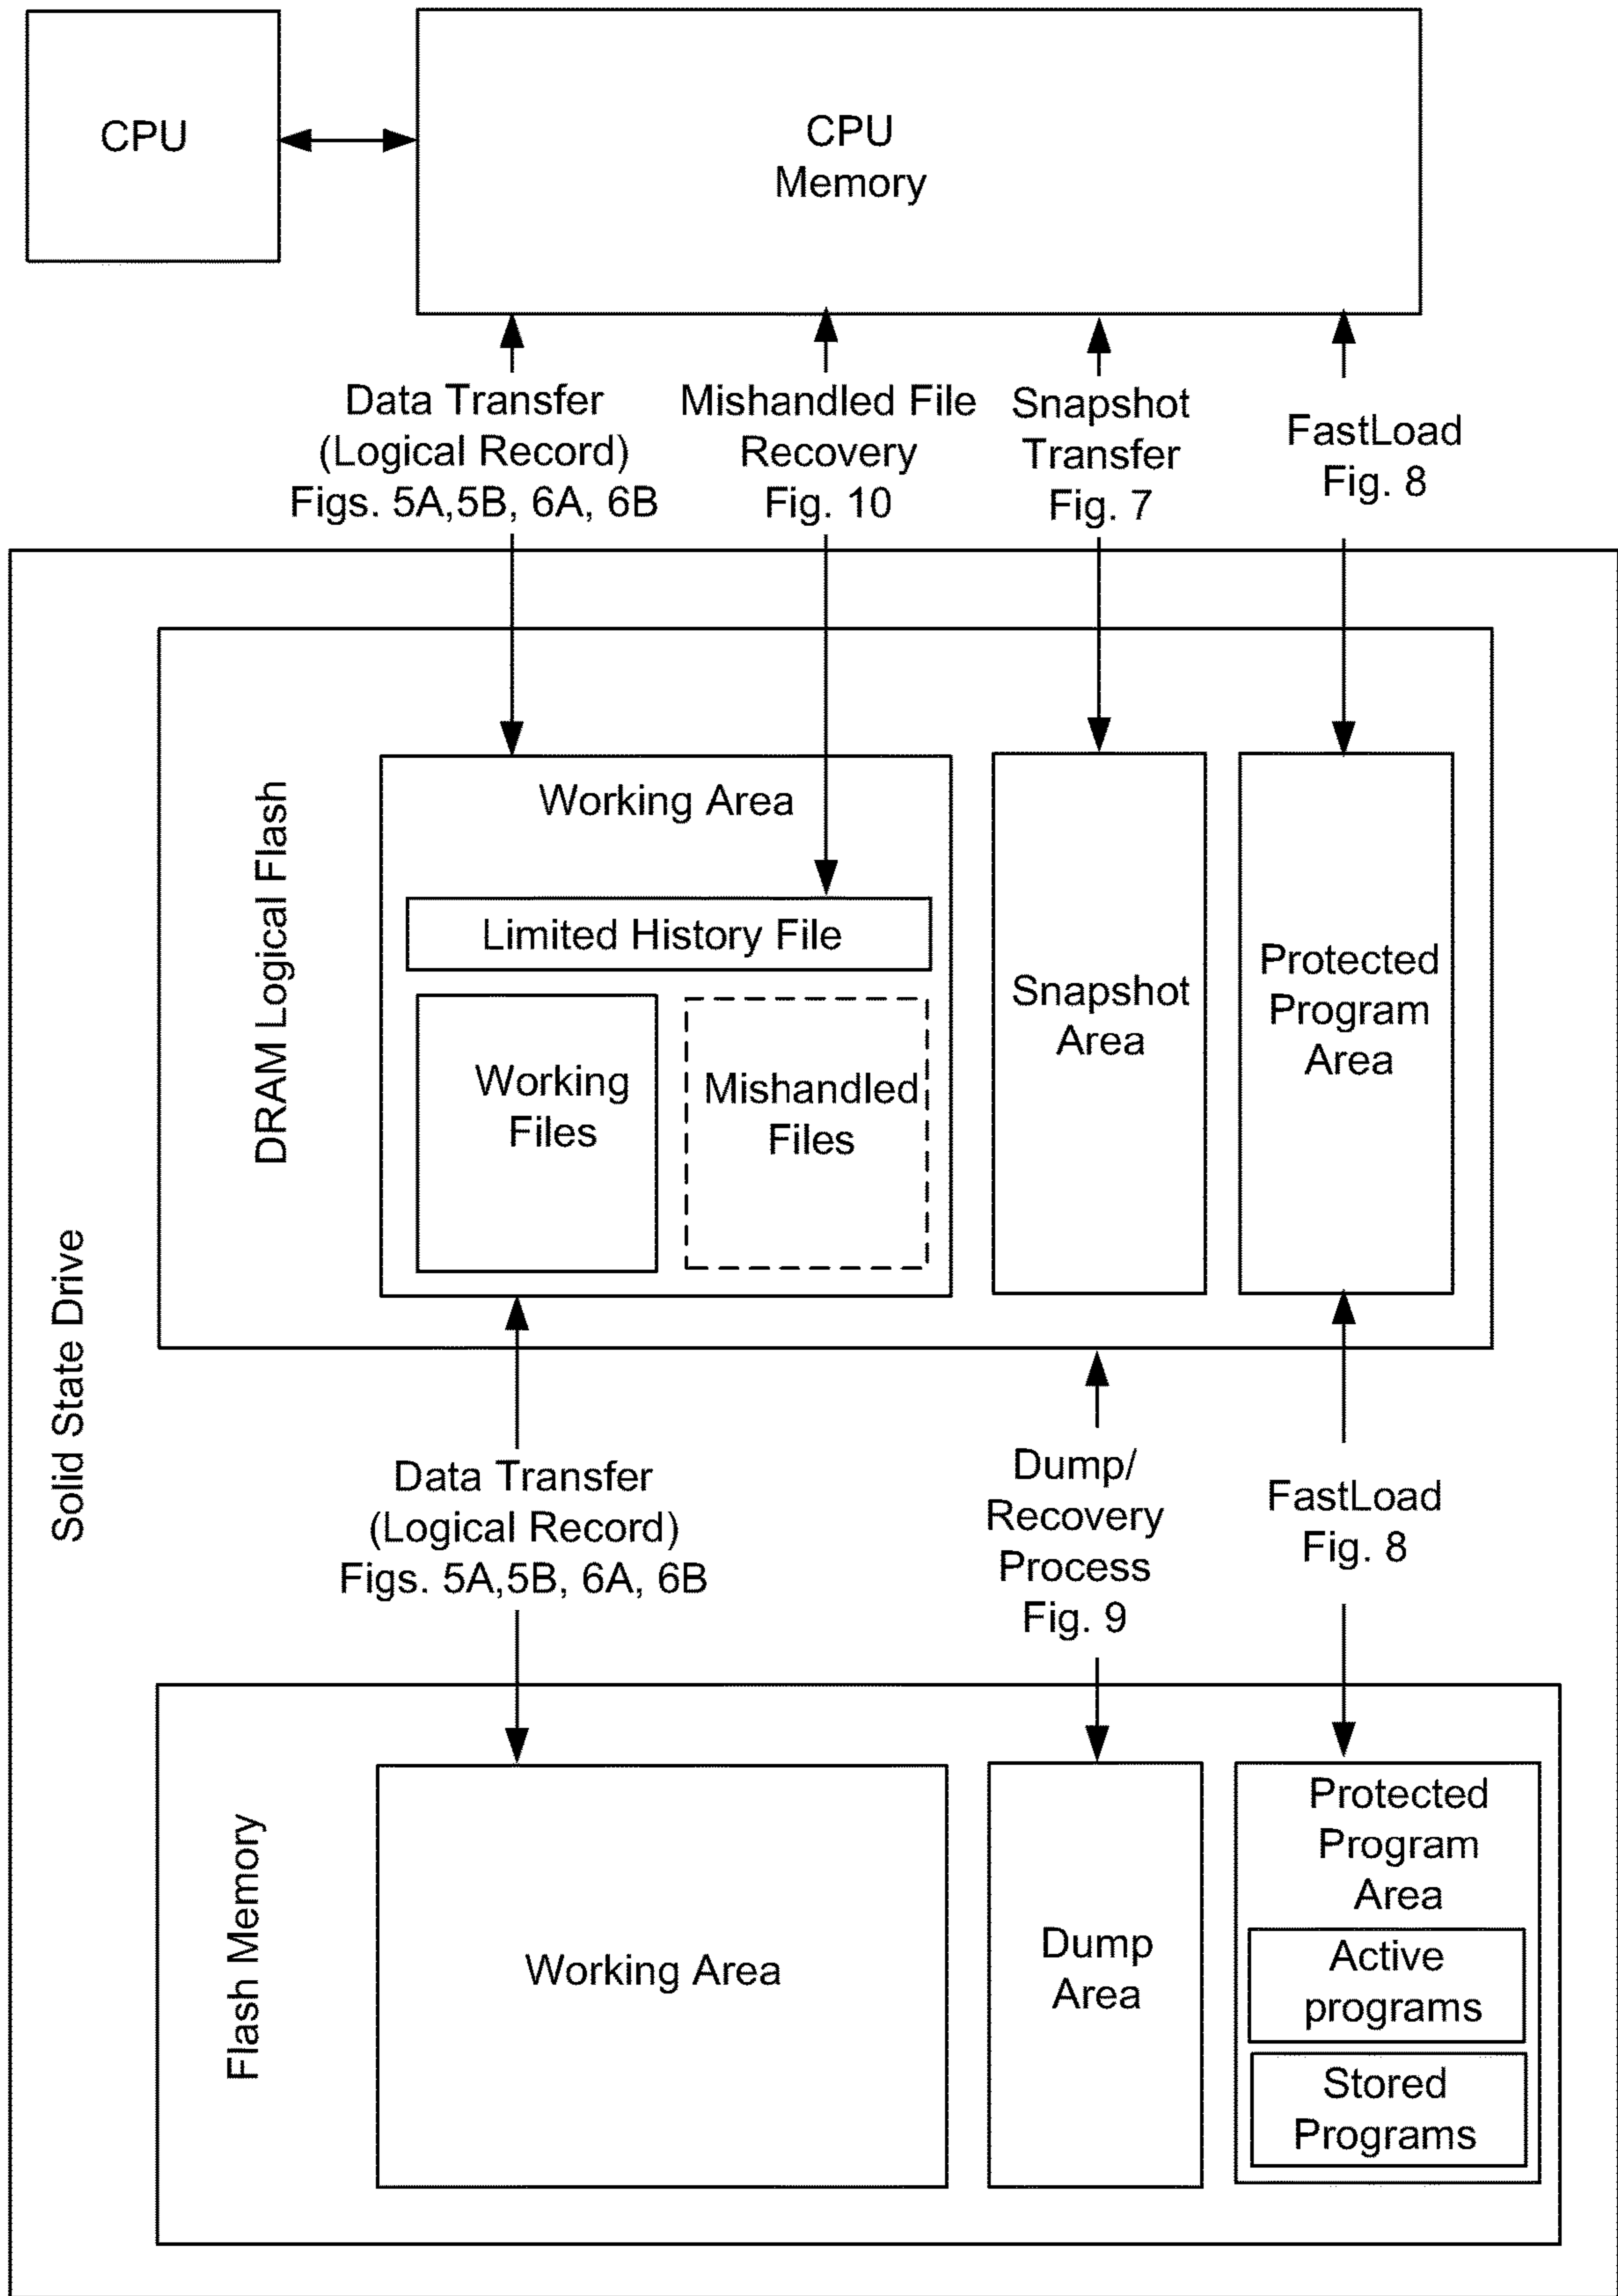 CPU
CPU
Memory
Data Transfer
(Logical Record)
Figs. 5A,5B, 6A, 6B
Mishandled File
Recovery
Fig. 10
Snapshot
Transfer
Fig. 7
FastLoad
Fig. 8
Solid State Drive
DRAM Logical Flash
Working Area
Limited History File
Working
Files
Mishandled
Files
Snapshot
Area
Protected
Program
Area
Data Transfer
(Logical Record)
Figs. 5A,5B, 6A, 6B
Dump/
Recovery
Process
Fig. 9
FastLoad
Fig. 8
Flash Memory
Working Area
Dump
Area
Protected
Program
Area
Active
programs
Stored
Programs